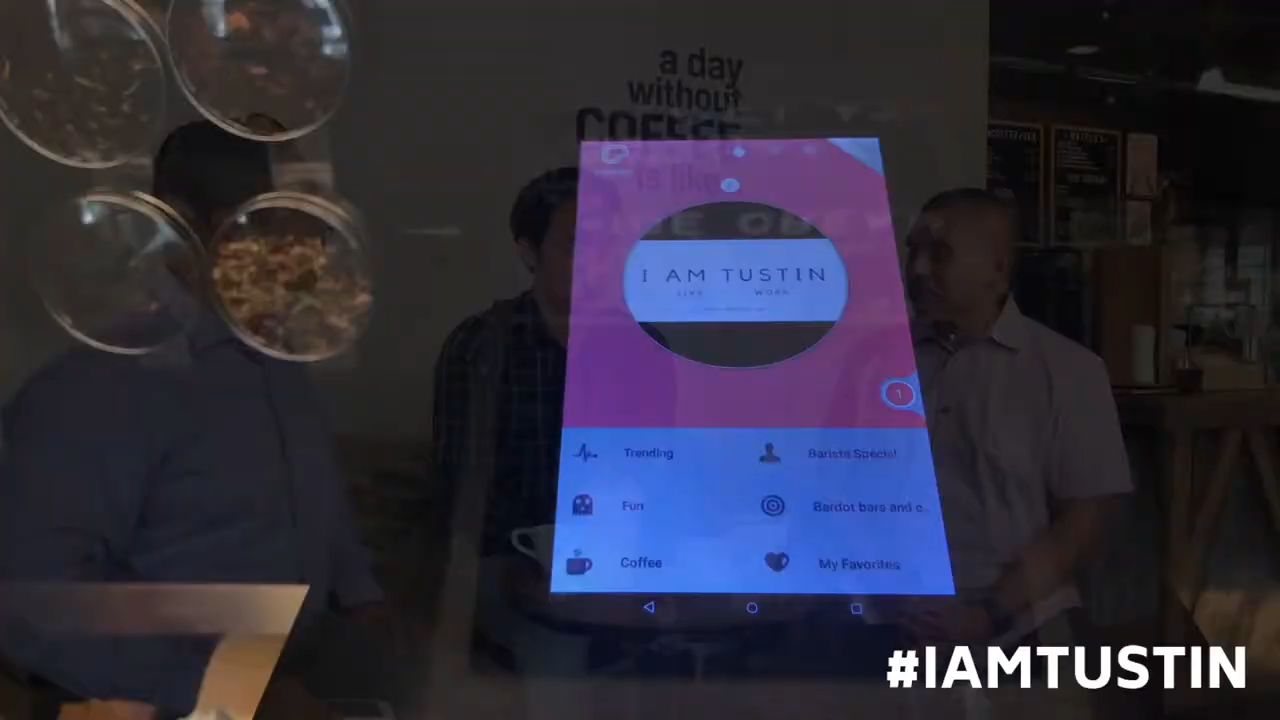 a day
without
COFFEE
is like
I AM TUSTIN
LIVE WORK
1
Trending
Barista Special
Fun
Bardot bars and c..
Coffee
My Favorites
#IAMTUSTIN